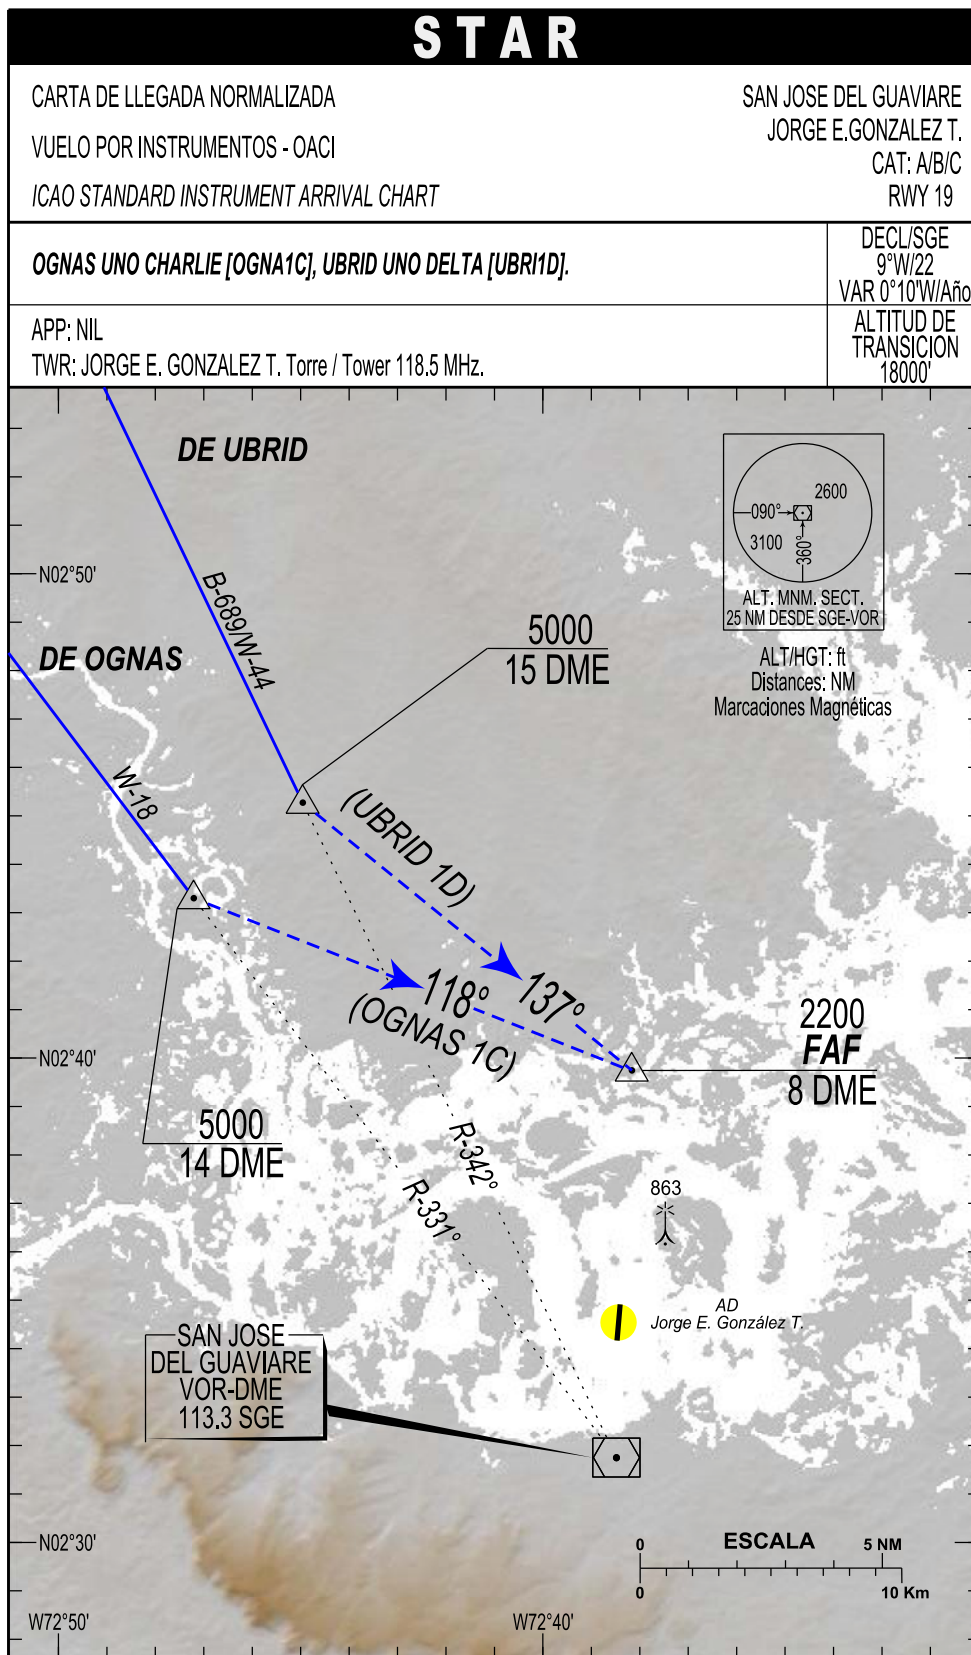 STAR
CARTA DE LLEGADA NORMALIZADA
VUELO POR INSTRUMENTOS - OACI
ICAO STANDARD INSTRUMENT ARRIVAL CHART
SAN JOSE DEL GUAVIARE
JORGE E.GONZALEZ T.
CAT: A/B/C
RWY 19
OGNAS UNO CHARLIE [OGNA1C], UBRID UNO DELTA [UBRI1D].
DECL/SGE
9°W/22
VAR 0°10'W/Año
APP: NIL
TWR: JORGE E. GONZALEZ T. Torre / Tower 118.5 MHz.
ALTITUD DE
TRANSICION
18000'
DE UBRID
2600
090°
3100
360°
ALT. MNM. SECT.
25 NM DESDE SGE-VOR
N02°50'
B-689/W-44
5000
15 DME
DE OGNAS
ALT/HGT: ft
Distances: NM
Marcaciones Magnéticas
W-18
(UBRID 1D)
118°
137°
(OGNAS 1C)
2200
FAF
8 DME
N02°40'
5000
14 DME
R-342°
R-331°
863
AD
Jorge E. González T.
SAN JOSE
DEL GUAVIARE
VOR-DME
113.3 SGE
N02°30'
0
ESCALA
5 NM
0
10 Km
W72°50'
W72°40'